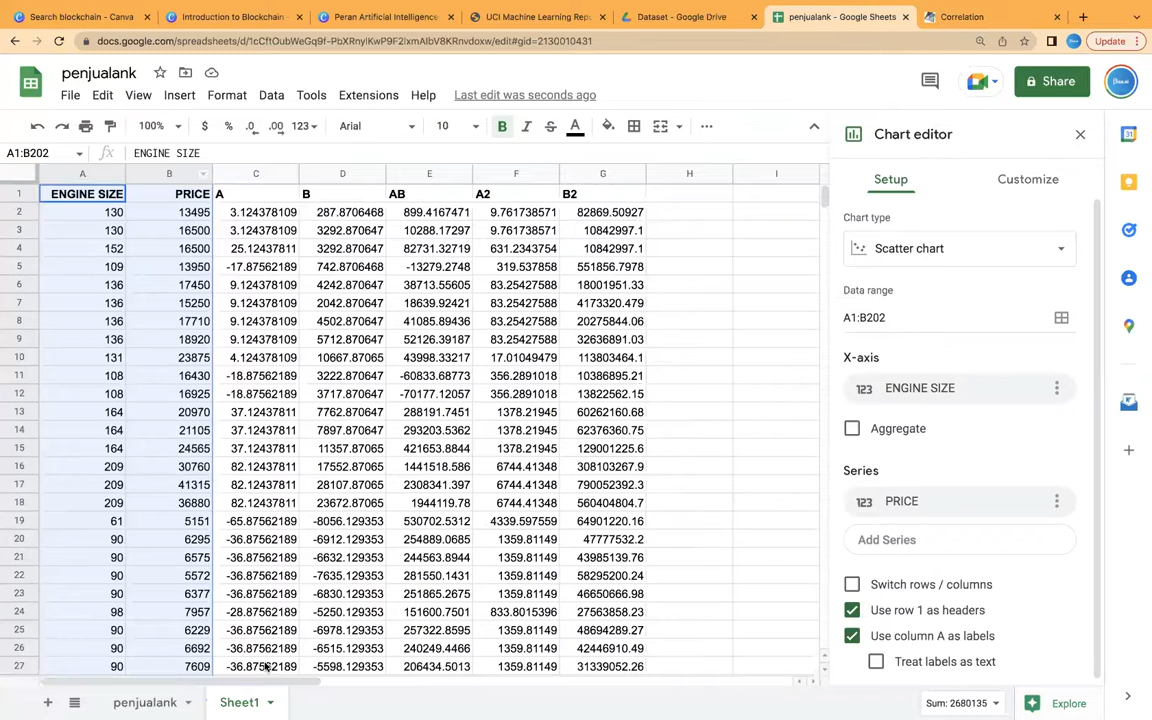 Search blockchain - Canva
Introduction to Blockchain
Peran Artificial Intelligence
UCI Machine Learning Rep
Dataset - Google Drive
penjualank - Google Sheets
Correlation
docs.google.com/spreadsheets/d/1cCftOubWeGq9f-PbXRnylKwP9F2lxmAIbV8KRnvdoxw/edit#gid=2130010431
Update
penjualank
File Edit View Insert Format Data Tools Extensions Help Last edit was seconds ago
Share
100% $ % .0 .00 123 Arial 10 B I S A
A1:B202 fx ENGINE SIZE
A B C D E F G H I
1 ENGINE SIZE PRICE A B AB A2 B2
2 130 13495 3.124378109 287.8706468 899.4167471 9.761738571 82869.50927
3 130 16500 3.124378109 3292.870647 10288.17297 9.761738571 10842997.1
4 152 16500 25.12437811 3292.870647 82731.32719 631.2343754 10842997.1
5 109 13950 -17.87562189 742.8706468 -13279.2748 319.537858 551856.7978
6 136 17450 9.124378109 4242.870647 38713.55605 83.25427588 18001951.33
7 136 15250 9.124378109 2042.870647 18639.92421 83.25427588 4173320.479
8 136 17710 9.124378109 4502.870647 41085.89436 83.25427588 20275844.06
9 136 18920 9.124378109 5712.870647 52126.39187 83.25427588 32636891.03
10 131 23875 4.124378109 10667.87065 43998.33217 17.01049479 113803464.1
11 108 16430 -18.87562189 3222.870647 -60833.68773 356.2891018 10386895.21
12 108 16925 -18.87562189 3717.870647 -70177.12057 356.2891018 13822562.15
13 164 20970 37.12437811 7762.870647 288191.7451 1378.21945 60262160.68
14 164 21105 37.12437811 7897.870647 293203.5362 1378.21945 62376360.75
15 164 24565 37.12437811 11357.87065 421653.8844 1378.21945 129001225.6
16 209 30760 82.12437811 17552.87065 1441518.586 6744.41348 308103267.9
17 209 41315 82.12437811 28107.87065 2308341.397 6744.41348 790052392.3
18 209 36880 82.12437811 23672.87065 1944119.78 6744.41348 560404804.7
19 61 5151 -65.87562189 -8056.129353 530702.5312 4339.597559 64901220.16
20 90 6295 -36.87562189 -6912.129353 254889.0685 1359.81149 47777532.2
21 90 6575 -36.87562189 -6632.129353 244563.8944 1359.81149 43985139.76
22 90 5572 -36.87562189 -7635.129353 281550.1431 1359.81149 58295200.24
23 90 6377 -36.87562189 -6830.129353 251865.2675 1359.81149 46650666.98
24 98 7957 -28.87562189 -5250.129353 151600.7501 833.8015396 27563858.23
25 90 6229 -36.87562189 -6978.129353 257322.8595 1359.81149 48694289.27
26 90 6692 -36.87562189 -6515.129353 240249.4466 1359.81149 42446910.49
27 90 7609 -36.87562189 -5598.129353 206434.5013 1359.81149 31339052.26
penjualank Sheet1 Sum: 2680135 Explore
Chart editor
Setup Customize
Chart type
Scatter chart
Data range
A1:B202
X-axis
123 ENGINE SIZE
Aggregate
Series
123 PRICE
Add Series
Switch rows / columns
Use row 1 as headers
Use column A as labels
Treat labels as text